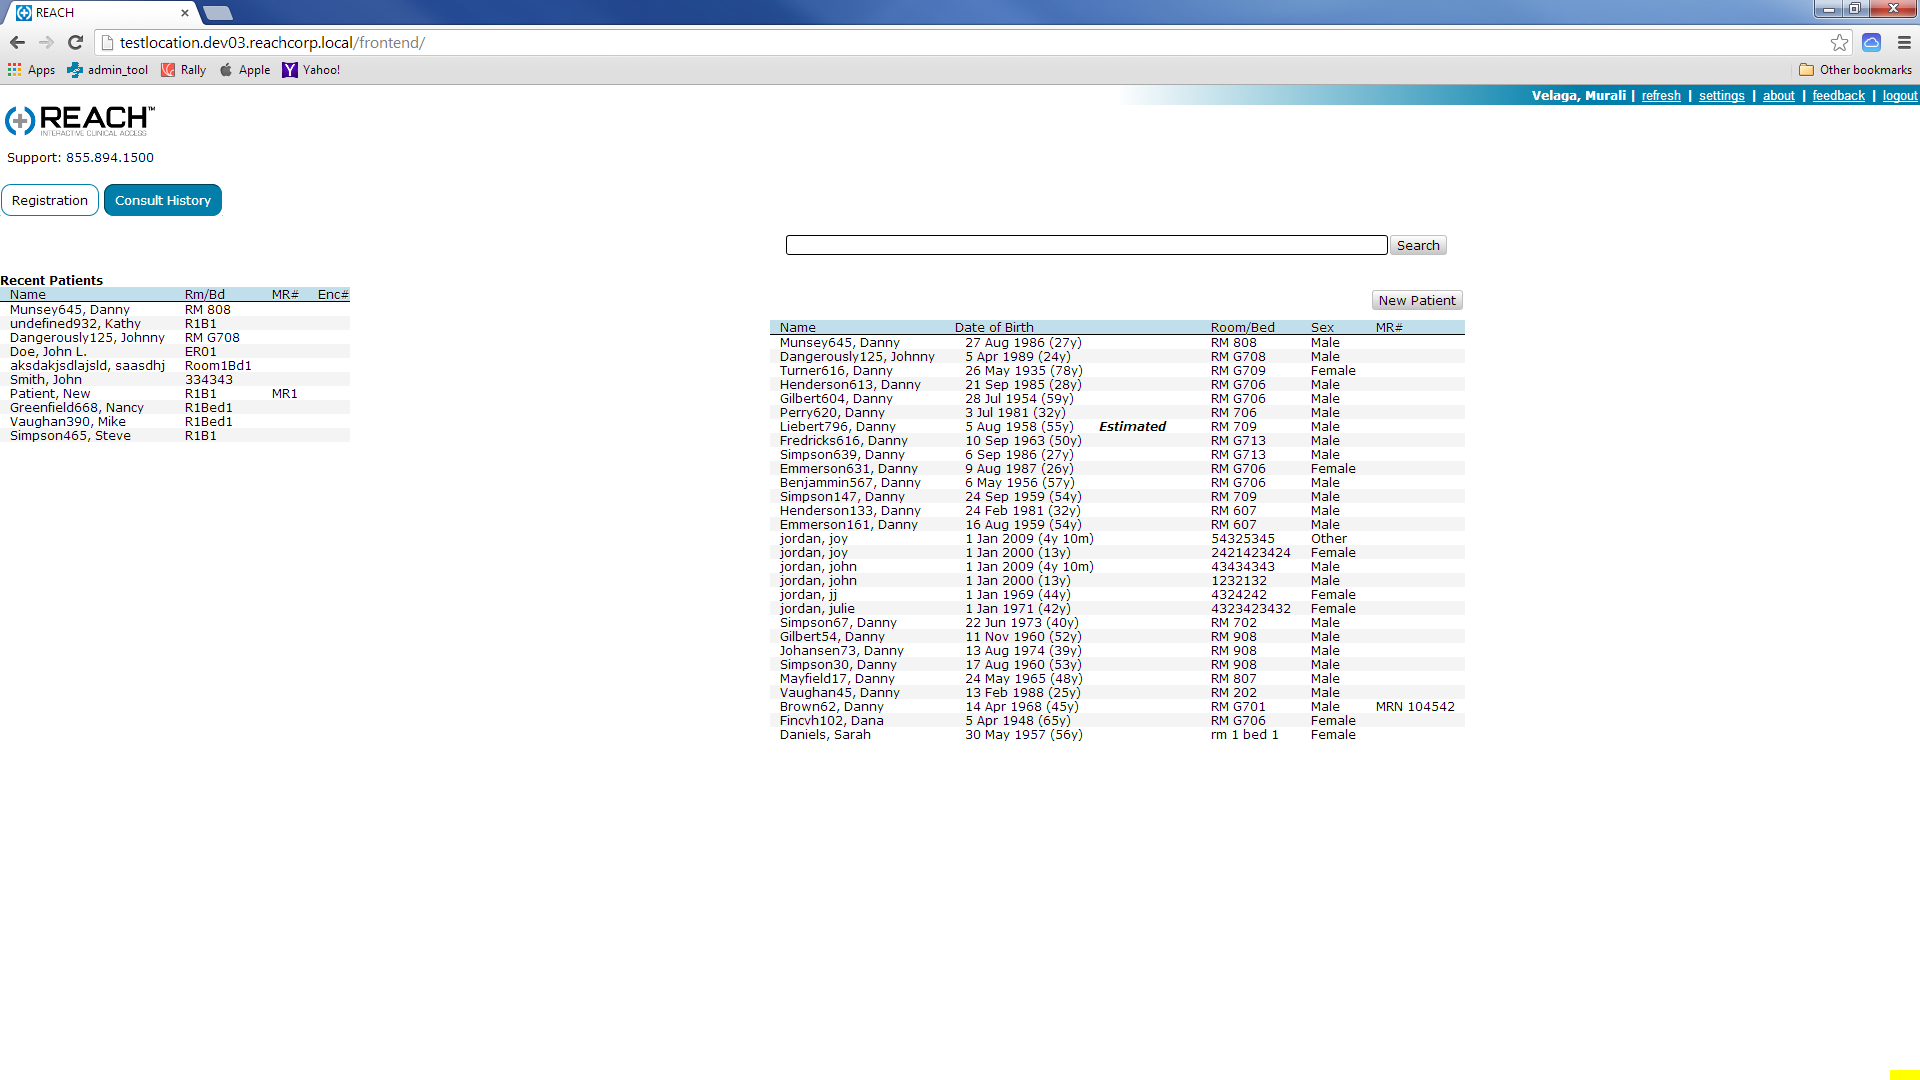 REACH
testlocation.dev03.reachcorp.local/frontend/
Apps admin_tool Rally Apple Yahoo! Other bookmarks
Velaga, Murali | refresh | settings | about | feedback | logout
REACH™
INTERACTIVE CLINICAL ACCESS
Support: 855.894.1500
Registration Consult History
Search
Recent Patients
Name Rm/Bd MR# Enc#
Munsey645, Danny RM 808
undefined932, Kathy R1B1
Dangerously125, Johnny RM G708
Doe, John L. ER01
aksdakjsdlajsld, saasdhj Room1Bd1
Smith, John 334343
Patient, New R1B1 MR1
Greenfield668, Nancy R1Bed1
Vaughan390, Mike R1Bed1
Simpson465, Steve R1B1
New Patient
Name Date of Birth Room/Bed Sex MR#
Munsey645, Danny 27 Aug 1986 (27y) RM 808 Male
Dangerously125, Johnny 5 Apr 1989 (24y) RM G708 Male
Turner616, Danny 26 May 1935 (78y) RM G709 Female
Henderson613, Danny 21 Sep 1985 (28y) RM G706 Male
Gilbert604, Danny 28 Jul 1954 (59y) RM G706 Male
Perry620, Danny 3 Jul 1981 (32y) RM 706 Male
Liebert796, Danny 5 Aug 1958 (55y) Estimated RM 709 Male
Fredricks616, Danny 10 Sep 1963 (50y) RM G713 Male
Simpson639, Danny 6 Sep 1986 (27y) RM G713 Male
Emmerson631, Danny 9 Aug 1987 (26y) RM G706 Female
Benjammin567, Danny 6 May 1956 (57y) RM G706 Male
Simpson147, Danny 24 Sep 1959 (54y) RM 709 Male
Henderson133, Danny 24 Feb 1981 (32y) RM 607 Male
Emmerson161, Danny 16 Aug 1959 (54y) RM 607 Male
jordan, joy 1 Jan 2009 (4y 10m) 54325345 Other
jordan, joy 1 Jan 2000 (13y) 2421423424 Female
jordan, john 1 Jan 2009 (4y 10m) 43434343 Male
jordan, john 1 Jan 2000 (13y) 1232132 Male
jordan, jj 1 Jan 1969 (44y) 4324242 Female
jordan, julie 1 Jan 1971 (42y) 4323423432 Female
Simpson67, Danny 22 Jun 1973 (40y) RM 702 Male
Gilbert54, Danny 11 Nov 1960 (52y) RM 908 Male
Johansen73, Danny 13 Aug 1974 (39y) RM 908 Male
Simpson30, Danny 17 Aug 1960 (53y) RM 908 Male
Mayfield17, Danny 24 May 1965 (48y) RM 807 Male
Vaughan45, Danny 13 Feb 1988 (25y) RM 202 Male
Brown62, Danny 14 Apr 1968 (45y) RM G701 Male MRN 104542
Fincvh102, Dana 5 Apr 1948 (65y) RM G706 Female
Daniels, Sarah 30 May 1957 (56y) rm 1 bed 1 Female